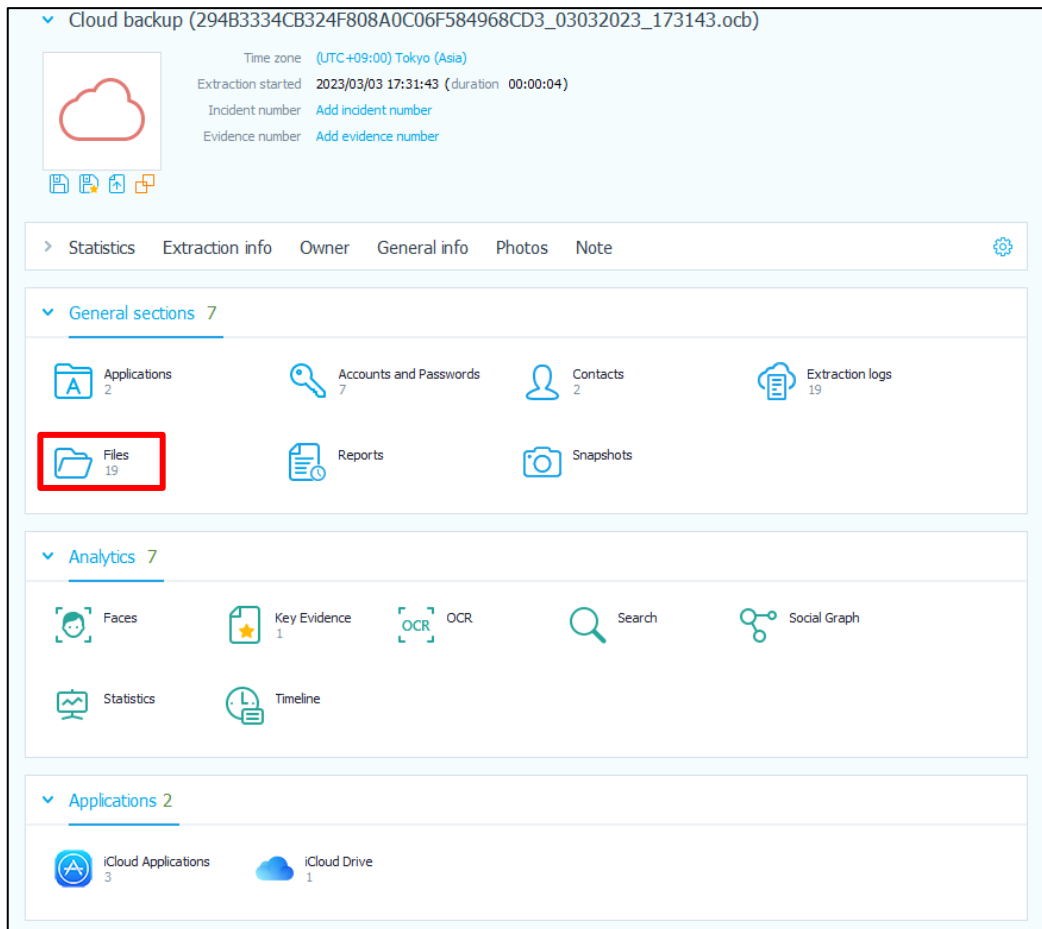 Cloud backup (294B3334CB324F808A0C06F584968CD3_03032023_173143.ocb)
Time zone (UTC+09:00) Tokyo (Asia)
Extraction started 2023/03/03 17:31:43 (duration 00:00:04)
Incident number Add incident number
Evidence number Add evidence number
Statistics Extraction info Owner General info Photos Note
General sections 7
Applications
2
Accounts and Passwords
7
Contacts
2
Extraction logs
19
Files
19
Reports
Snapshots
Analytics 7
Faces
Key Evidence
1
OCR
OCR
Search
Social Graph
Statistics
Timeline
Applications 2
iCloud Applications
3
iCloud Drive
1